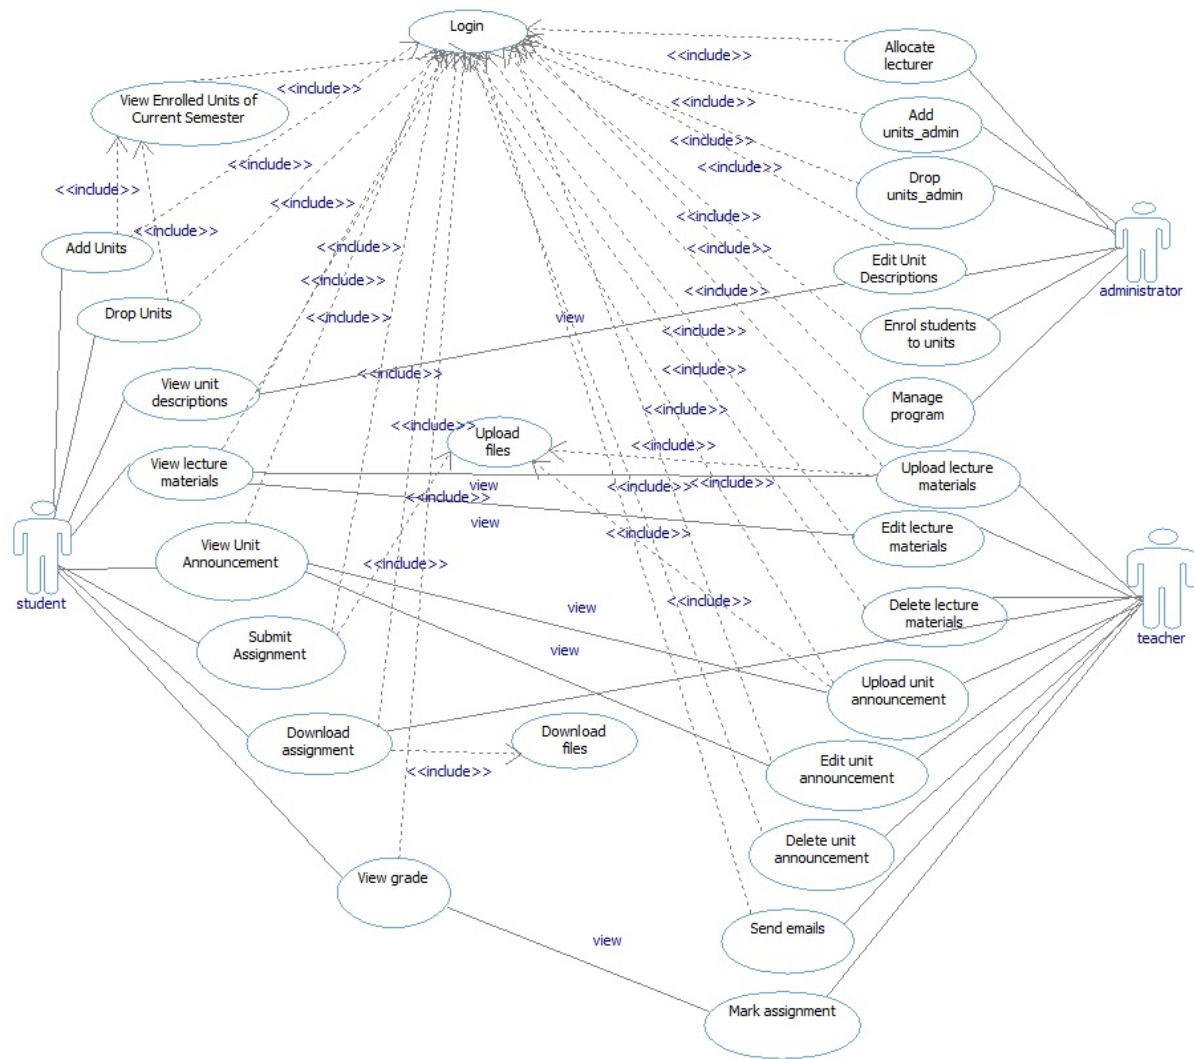 Login
<<include>>
<<include>>
Allocate
lecturer
<<include>>
<<include>>
View Enrolled Units of
Current Semester
<<include>>
Add
units_admin
<<include>>
<<include>>
<<include>>
Drop
units_admin
<<include>>
<<include>>
<<include>>
<<include>>
Add Units
<<include>>
<<include>>
<<include>>
Edit Unit
Descriptions
administrator
<<include>>
<<include>>
Drop Units
<<include>>
view
<<include>>
Enrol students
to units
<<include>>
<<include>>
<<include>>
View unit
descriptions
Manage
program
<<include>>
Upload
files
<<include>>
<<include>>
View lecture
materials
view
<<include>>
<<include>>
Upload lecture
materials
<<include>>
view
Edit lecture
materials
<<include>>
View Unit
Announcement
<<include>>
student
view
Delete lecture
materials
<<include>>
teacher
Submit
Assignment
view
Upload unit
announcement
Download
assignment
Download
files
<<include>>
Edit unit
announcement
Delete unit
announcement
View grade
Send emails
view
Mark assignment